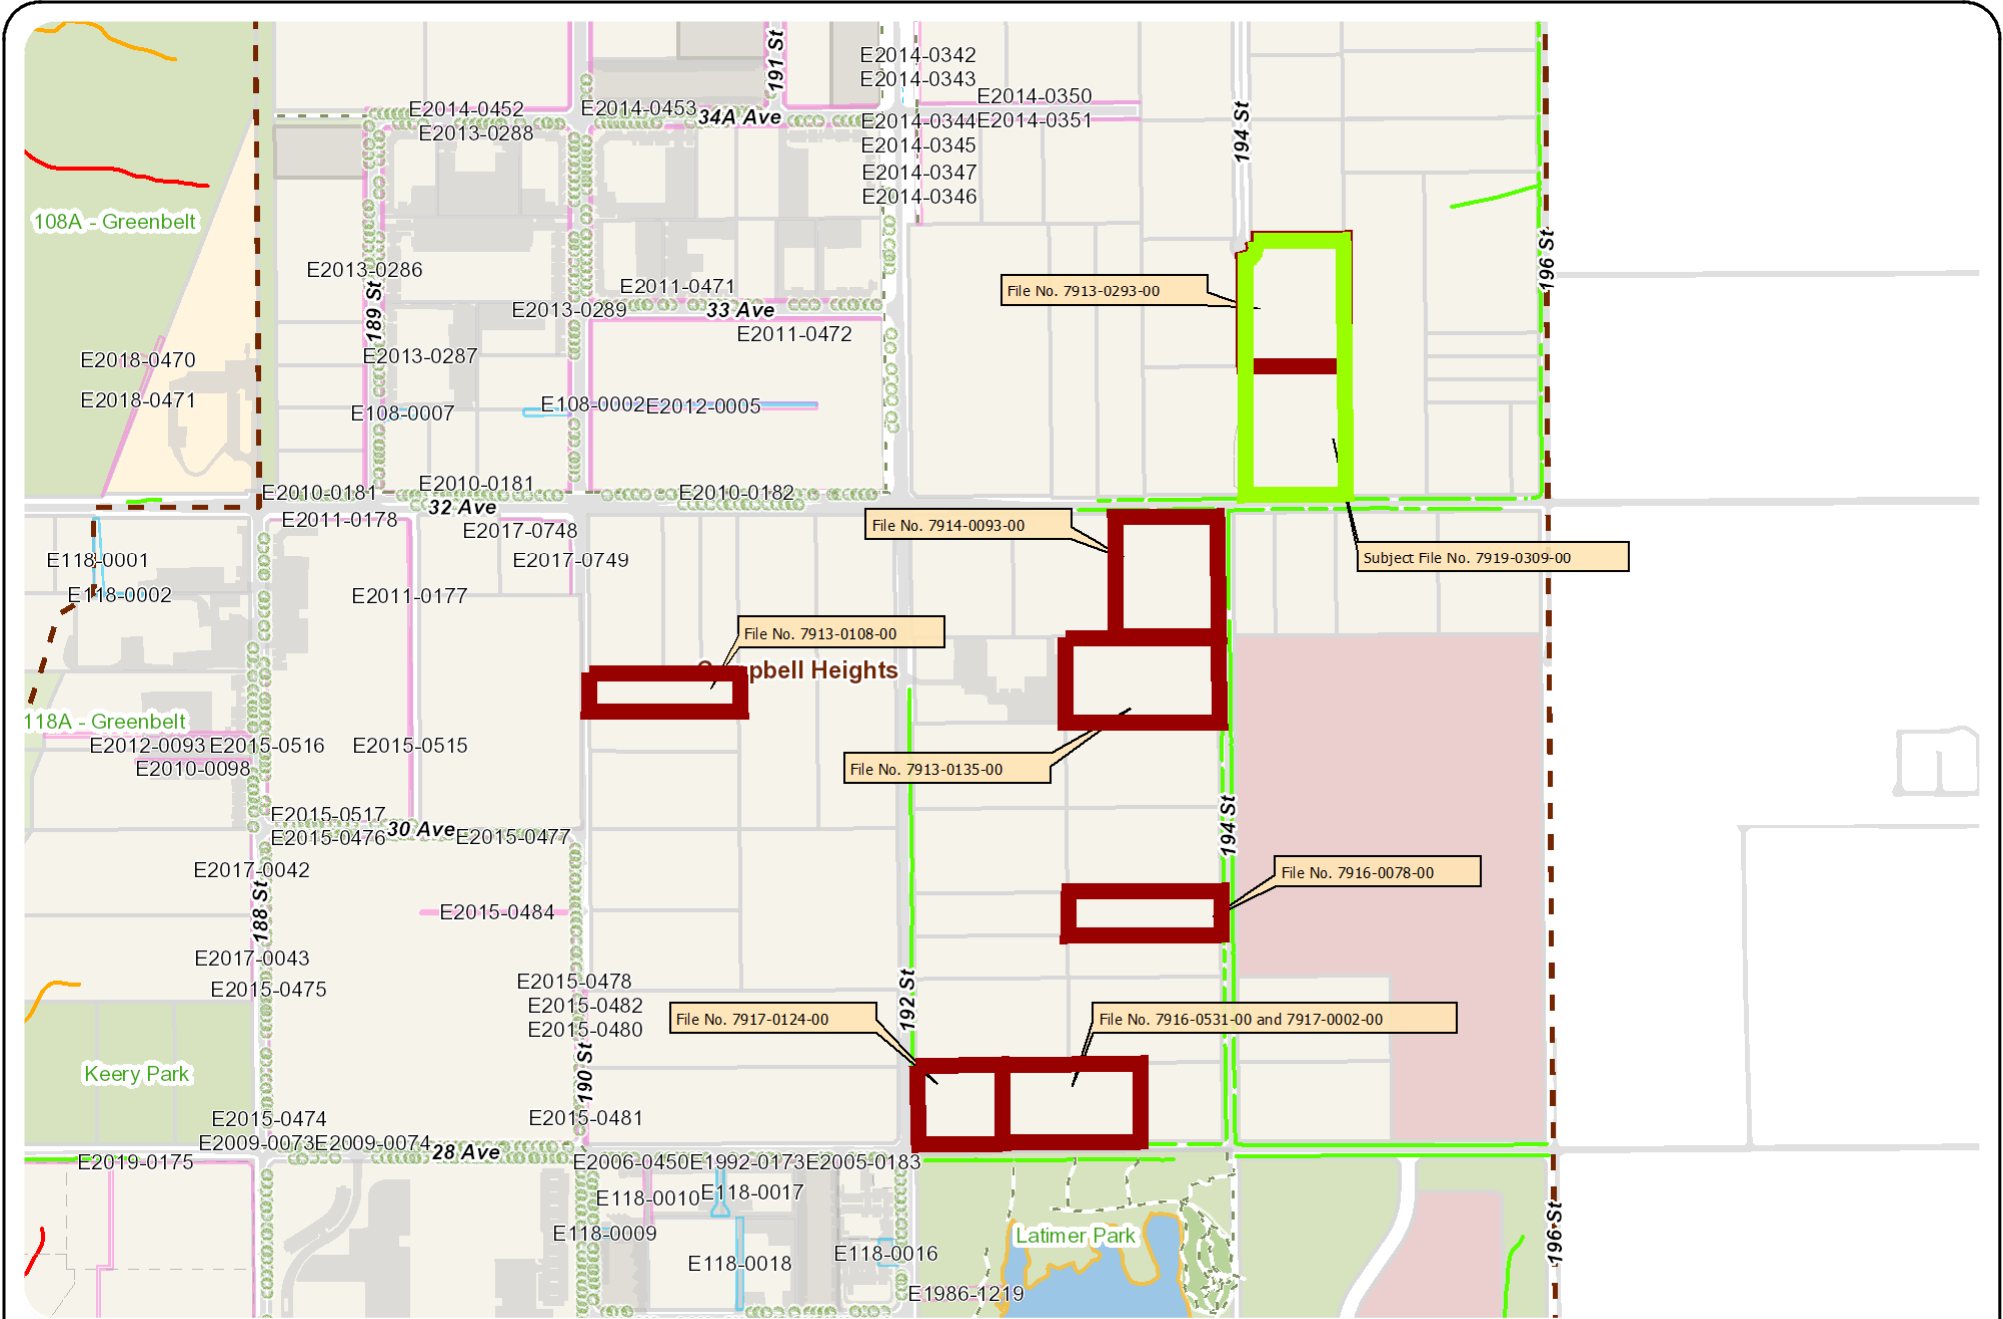 E2014-0342
E2014-0343
191 St
E2014-0350
E2014-0452
E2014-0453
34A Ave
E2014-0344
E2014-0351
E2013-0288
194 St
E2014-0345
E2014-0347
E2014-0346
108A - Greenbelt
196 St
E2013-0286
E2011-0471
File No. 7913-0293-00
189 St
E2013-0289
33 Ave
E2011-0472
E2018-0470
E2013-0287
E2018-0471
E108-0007
E108-0002
E2012-0005
E2010-0181
E2010-0181
E2010-0182
32 Ave
E2011-0178
E2017-0748
File No. 7914-0093-00
E118-0001
E2017-0749
Subject File No. 7919-0309-00
E118-0002
E2011-0177
File No. 7913-0108-00
pbell Heights
118A - Greenbelt
E2012-0093
E2015-0516
E2015-0515
E2010-0098
File No. 7913-0135-00
E2015-0517
30 Ave
E2015-0476
E2015-0477
194 St
E2017-0042
File No. 7916-0078-00
188 St
E2015-0484
E2017-0043
E2015-0475
E2015-0478
192 St
E2015-0482
File No. 7917-0124-00
File No. 7916-0531-00 and 7917-0002-00
E2015-0480
Keery Park
190 St
E2015-0474
E2015-0481
E2009-0073
E2009-0074
28 Ave
E2019-0175
E2006-0450
E1992-0173
E2005-0183
E118-0010
E118-0017
E118-0009
Latimer Park
196 St
E118-0016
E118-0018
E1986-1219